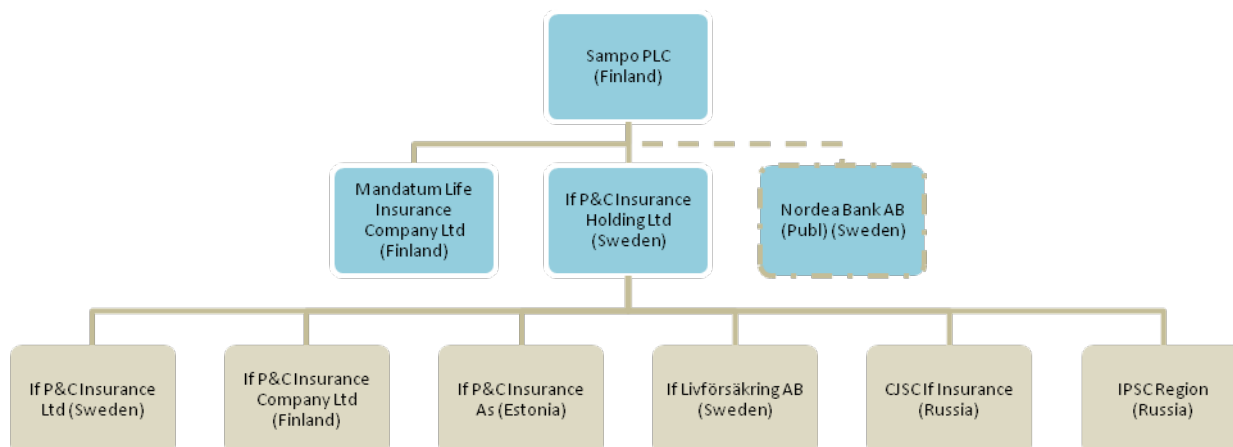 Sampo PLC
(Finland)
Mandatum Life
Insurance
Company Ltd
(Finland)
If P&C Insurance
Holding Ltd
(Sweden)
Nordea Bank AB
(Publ) (Sweden)
If P&C Insurance
Ltd (Sweden)
If P&C Insurance
Company Ltd
(Finland)
If P&C Insurance
As (Estonia)
If Livförsäkring AB
(Sweden)
CJSC If Insurance
(Russia)
IPSC Region
(Russia)